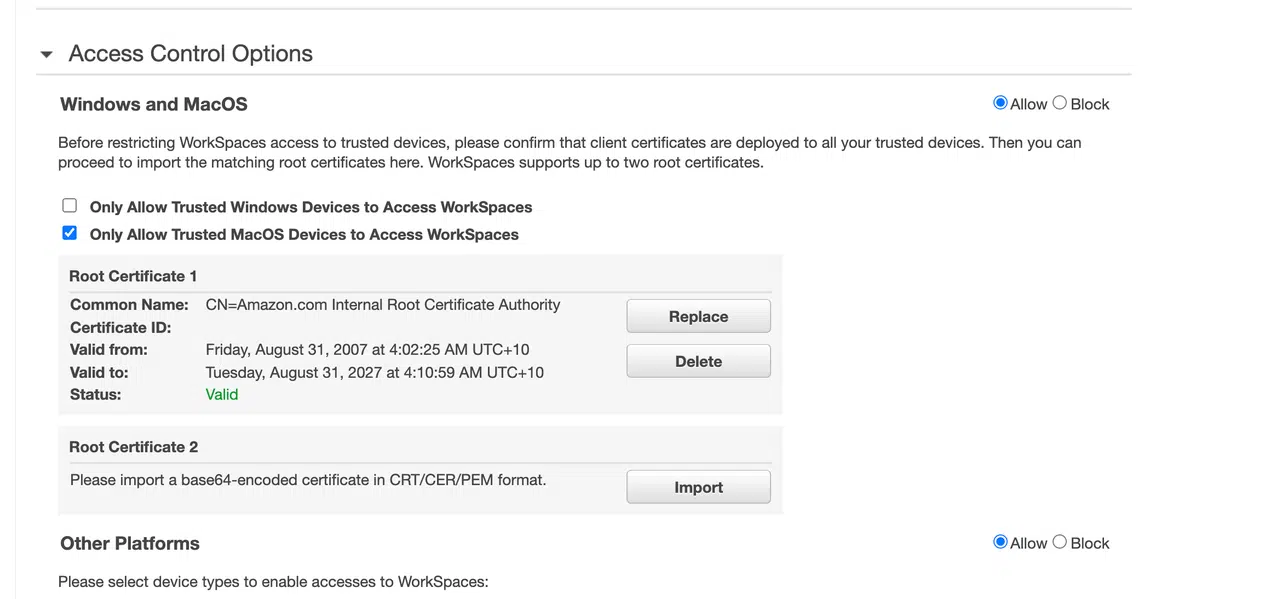 Access Control Options
Windows and MacOS
Allow Block
Before restricting WorkSpaces access to trusted devices, please confirm that client certificates are deployed to all your trusted devices. Then you can
proceed to import the matching root certificates here. WorkSpaces supports up to two root certificates.
Only Allow Trusted Windows Devices to Access WorkSpaces
Only Allow Trusted MacOS Devices to Access WorkSpaces
Root Certificate 1
Common Name: CN=Amazon.com Internal Root Certificate Authority
Replace
Certificate ID:
Valid from: Friday, August 31, 2007 at 4:02:25 AM UTC+10
Delete
Valid to: Tuesday, August 31, 2027 at 4:10:59 AM UTC+10
Status: Valid
Root Certificate 2
Please import a base64-encoded certificate in CRT/CER/PEM format.
Import
Other Platforms
Allow Block
Please select device types to enable accesses to WorkSpaces: